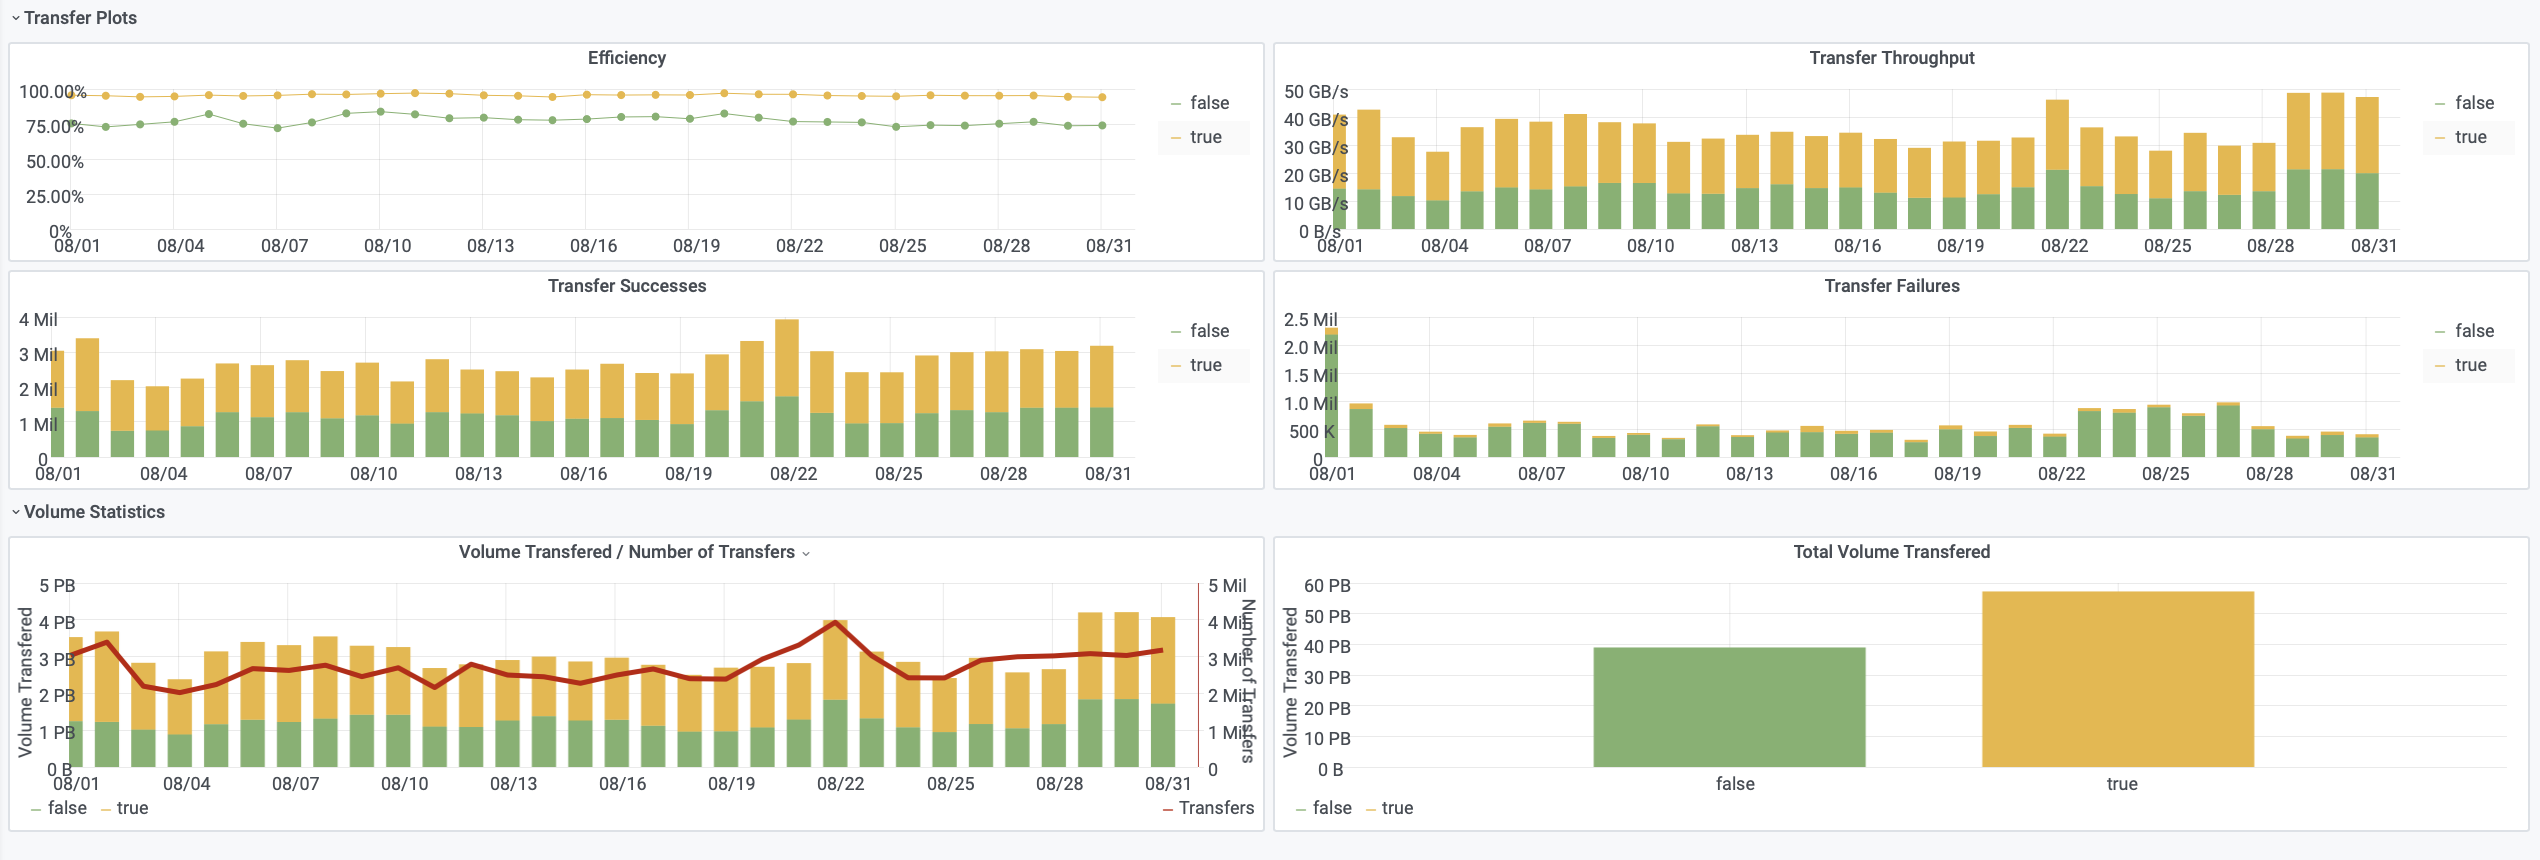 Transfer Plots
Efficiency
100.00%
75.00%
50.00%
25.00%
0%
08/01 08/04 08/07 08/10 08/13 08/16 08/19 08/22 08/25 08/28 08/31
false
true
Transfer Throughput
50 GB/s
40 GB/s
30 GB/s
20 GB/s
10 GB/s
0 B/s
08/01 08/04 08/07 08/10 08/13 08/16 08/19 08/22 08/25 08/28 08/31
false
true
Transfer Successes
4 Mil
3 Mil
2 Mil
1 Mil
0
08/01 08/04 08/07 08/10 08/13 08/16 08/19 08/22 08/25 08/28 08/31
false
true
Transfer Failures
2.5 Mil
2.0 Mil
1.5 Mil
1.0 Mil
500 K
0
08/01 08/04 08/07 08/10 08/13 08/16 08/19 08/22 08/25 08/28 08/31
false
true
Volume Statistics
Volume Transfered / Number of Transfers
Volume Transfered
5 PB
4 PB
3 PB
2 PB
1 PB
0 B
5 Mil
4 Mil
3 Mil
2 Mil
1 Mil
0
Number of Transfers
08/01 08/04 08/07 08/10 08/13 08/16 08/19 08/22 08/25 08/28 08/31
false true
Transfers
Total Volume Transfered
Volume Transfered
60 PB
50 PB
40 PB
30 PB
20 PB
10 PB
0 B
false true
false true